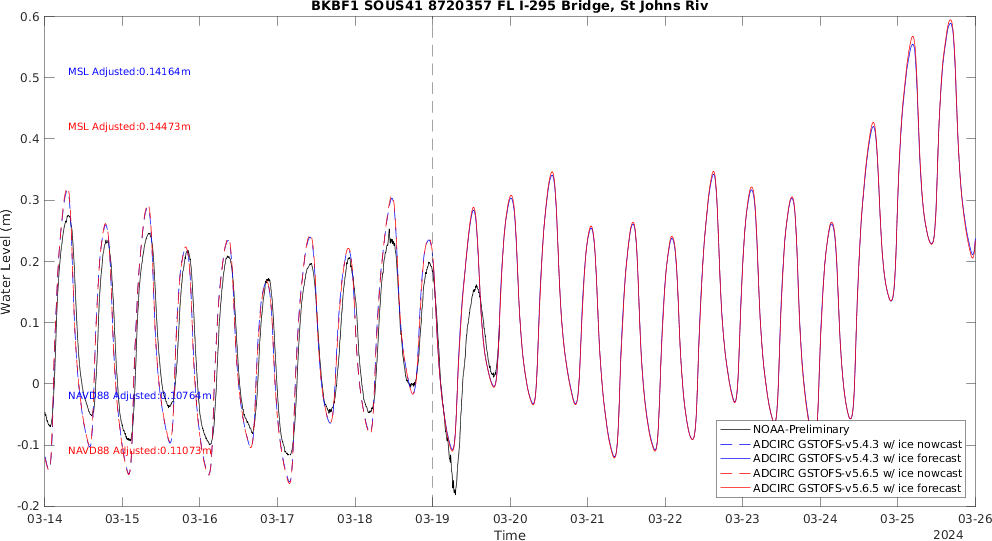 BKBF1 SOUS41 8720357 FL I-295 Bridge, St Johns Riv
0.6
0.5
0.4
0.3
0.2
0.1
0
-0.1
-0.2
Water Level (m)
MSL Adjusted:0.14164m
MSL Adjusted:0.14473m
NAVD88 Adjusted:0.10764m
NAVD88 Adjusted:0.11073m
NOAA-Preliminary
ADCIRC GSTOFS-v5.4.3 w/ ice nowcast
ADCIRC GSTOFS-v5.4.3 w/ ice forecast
ADCIRC GSTOFS-v5.6.5 w/ ice nowcast
ADCIRC GSTOFS-v5.6.5 w/ ice forecast
03-14 03-15 03-16 03-17 03-18 03-19 03-20 03-21 03-22 03-23 03-24 03-25 03-26
Time
2024